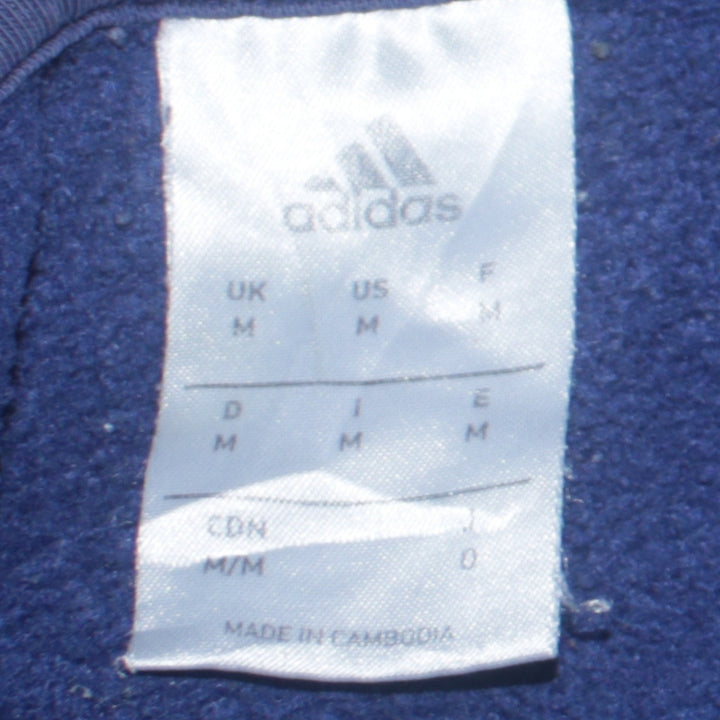 adidas
UK US F
M M M
D I E
M M M
CDN J
M/M O
MADE IN CAMBODIA